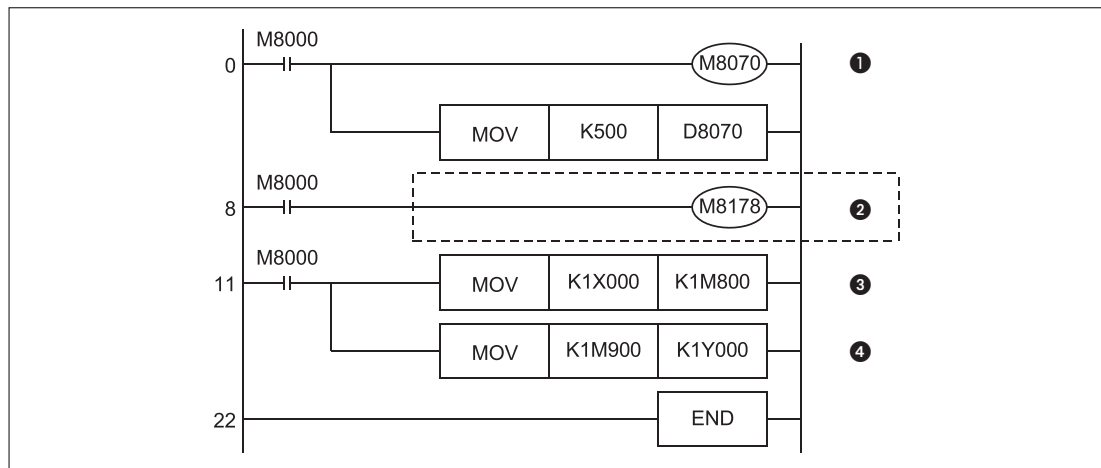 M8000
0 M8070 ❶
MOV K500 D8070
M8000
8 M8178 ❷
M8000
11 MOV K1X000 K1M800 ❸
MOV K1M900 K1Y000 ❹
22 END